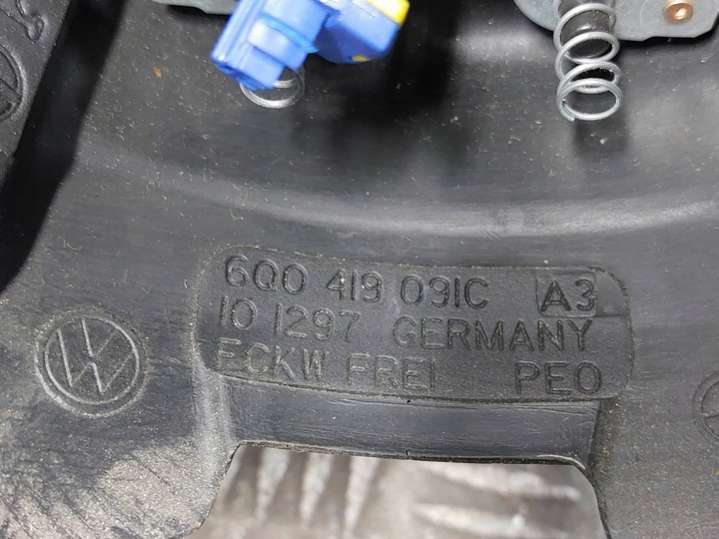 6Q0 419 091C A3
10 1297 GERMANY
FCKW FREI PEO